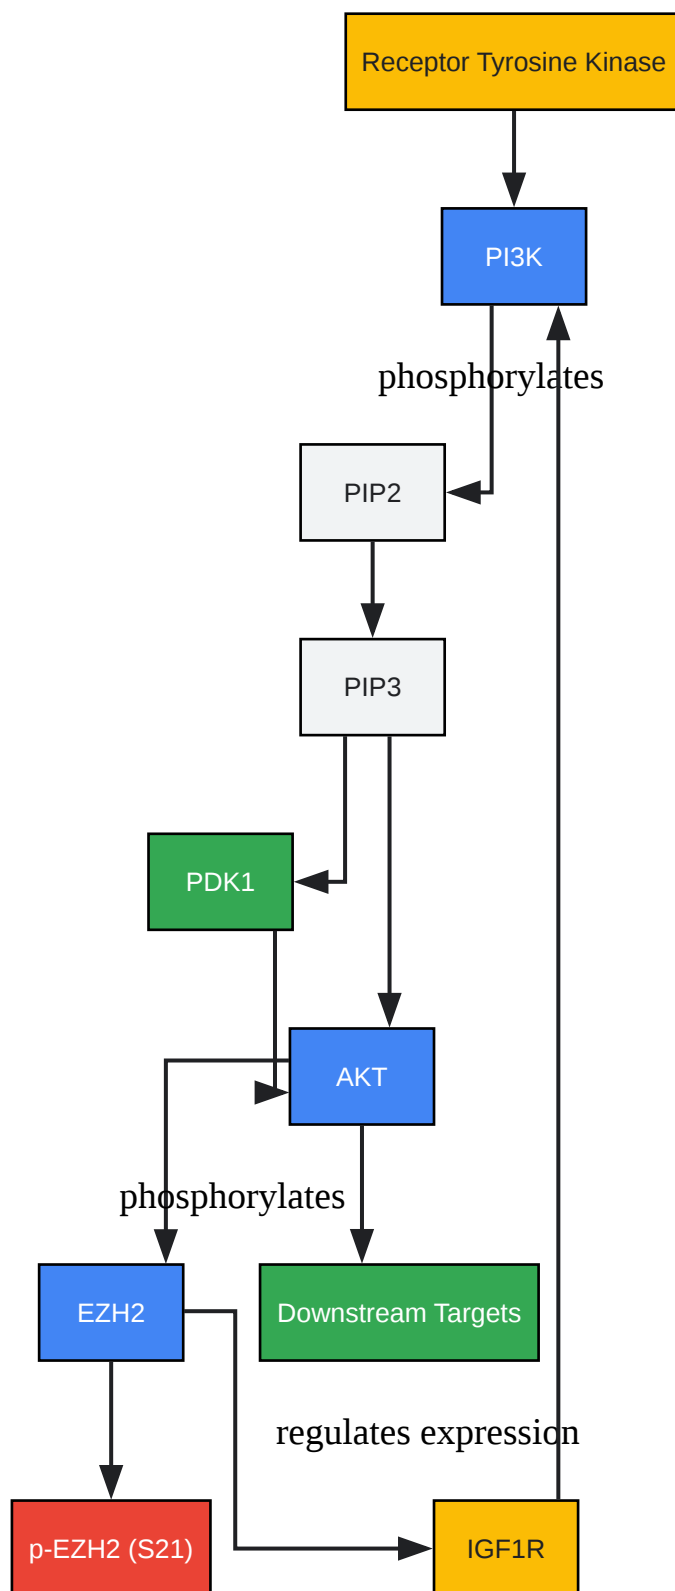 Receptor Tyrosine Kinase
PI3K
phosphorylates
PIP2
PIP3
PDK1
AKT
phosphorylates
EZH2
Downstream Targets
regulates expression
p-EZH2 (S21)
IGF1R